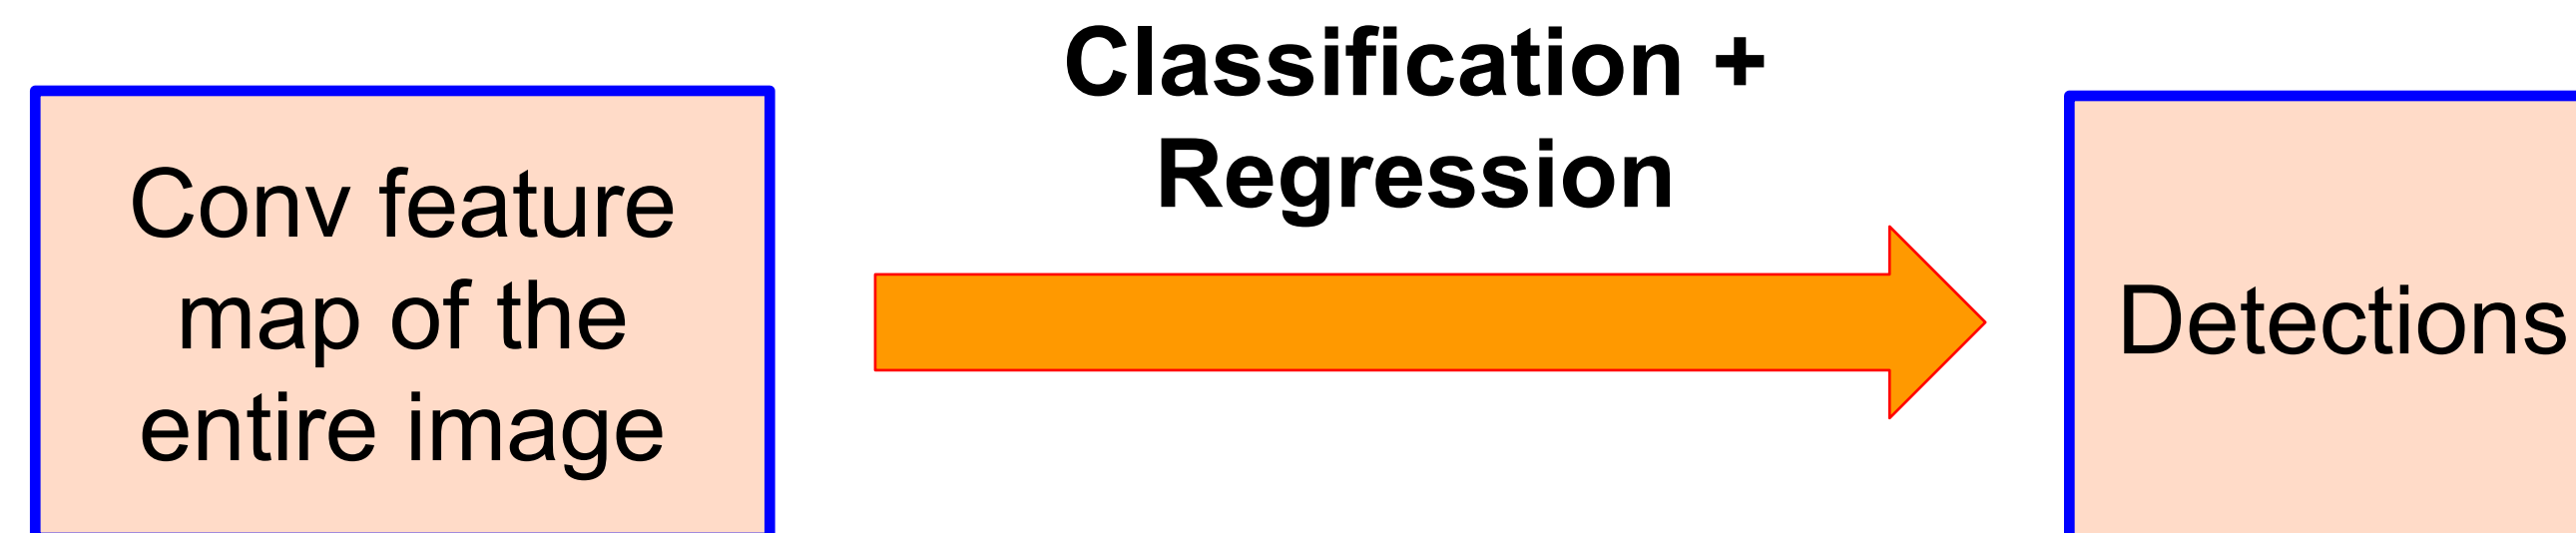 Conv feature
map of the
entire image
Classification +
Regression
Detections